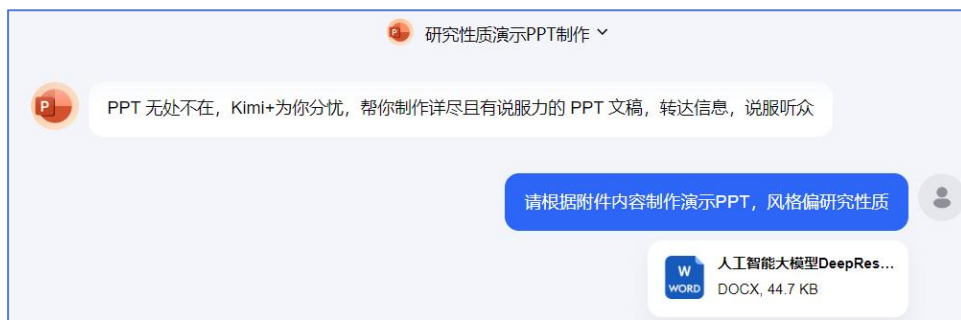 P
研究性质演示PPT制作
P
PPT 无处不在，Kimi+为你分忧，帮你制作详尽且有说服力的 PPT 文稿，转达信息，说服听众
请根据附件内容制作演示PPT，风格偏研究性质
W
WORD
人工智能大模型DeepRes...
DOCX, 44.7 KB